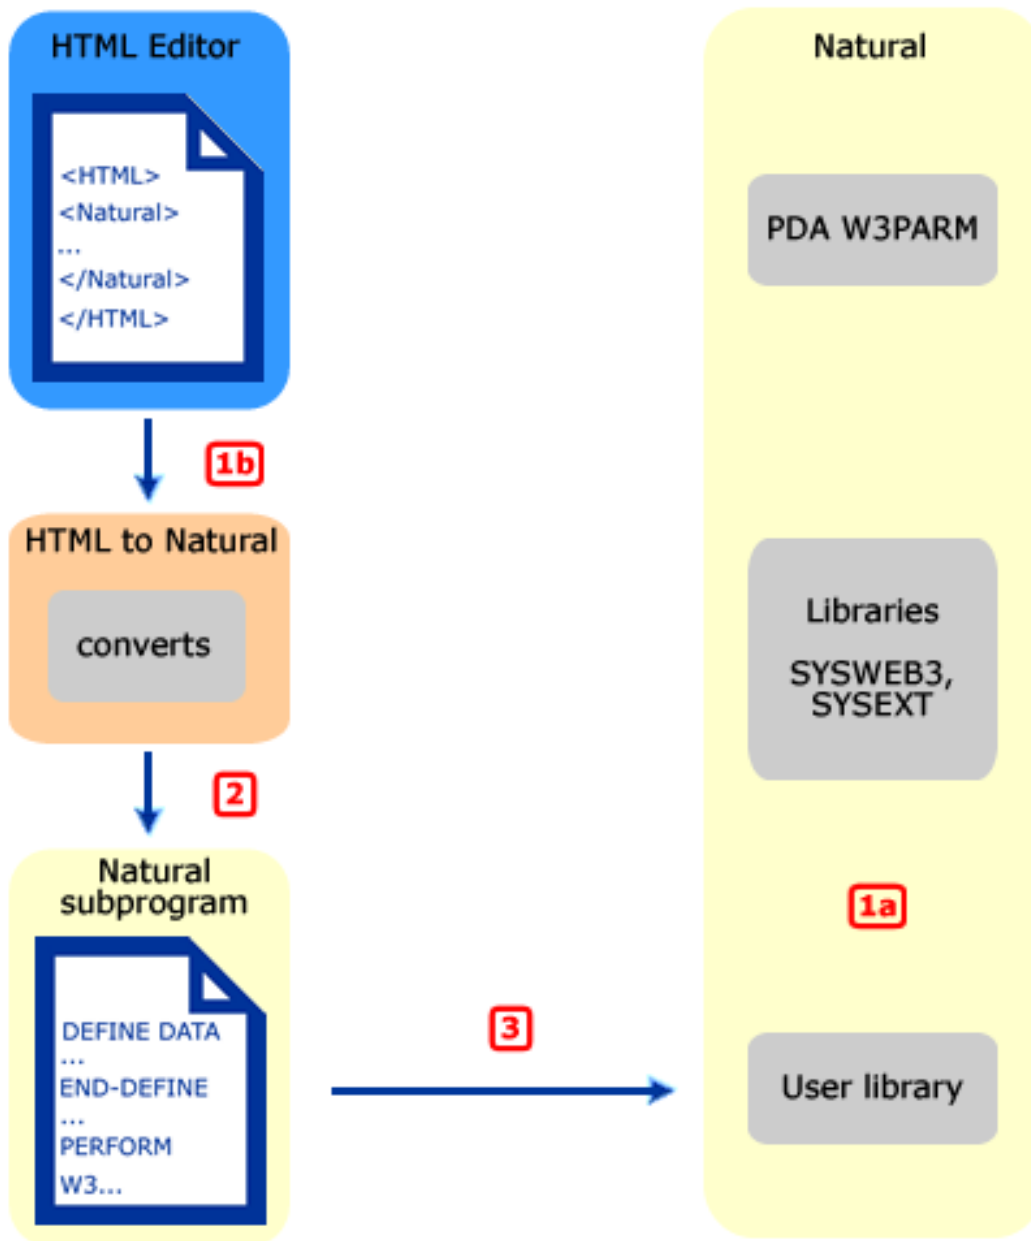 HTML Editor
<HTML>
<Natural>
...
</Natural>
</HTML>
1b
HTML to Natural
converts
2
Natural
subprogram
DEFINE DATA
...
END-DEFINE
...
PERFORM
W3...
3
Natural
PDA W3PARM
Libraries
SYSWEB3,
SYSEXT
1a
User library